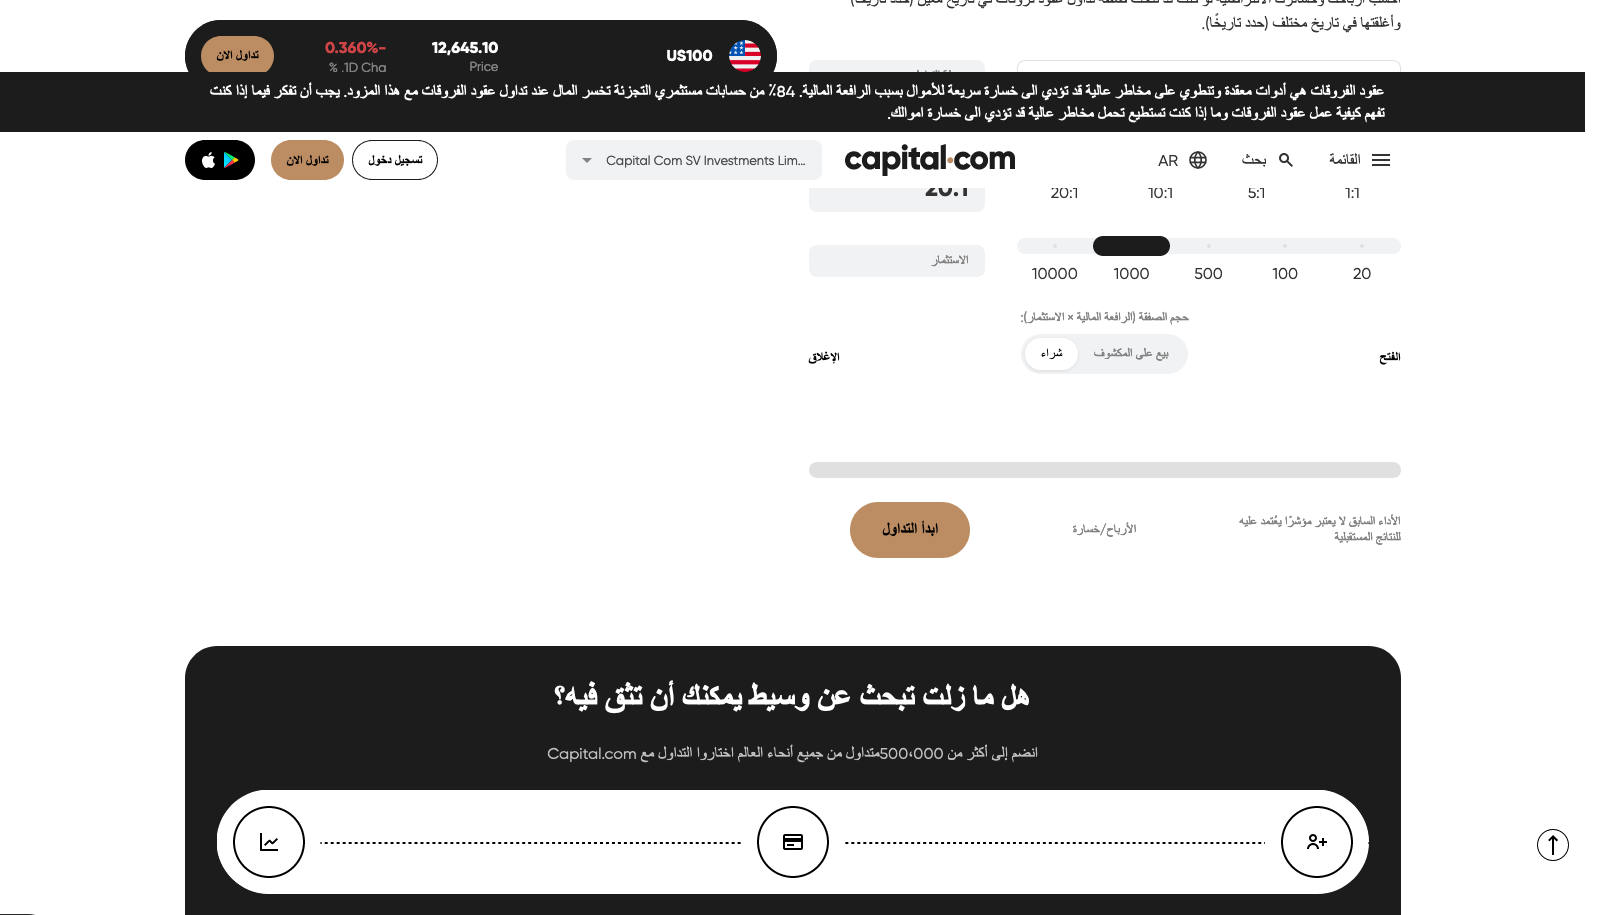 وأغلقتها في تاريخ مختلف (حدد تاريخًا).
US100
12,645.10
Price
-0.360%
1D Chg. %
تداول الان
عقود الفروقات هي أدوات معقدة وتنطوي على مخاطر عالية قد تؤدي الى خسارة سريعة للأموال بسبب الرافعة المالية. 84٪ من حسابات مستثمري التجزئة تخسر المال عند تداول عقود الفروقات مع هذا المزود. يجب أن تفكر فيما إذا كنت
تفهم كيفية عمل عقود الفروقات وما إذا كنت تستطيع تحمل مخاطر عالية قد تؤدي الى خسارة اموالك.
القائمة
بحث
AR
capital.com
Capital Com SV Investments Lim...
تسجيل دخول
تداول الان
1:1
5:1
10:1
20:1
20:1
20
100
500
1000
10000
الاستثمار
حجم الصفقة (الرافعة المالية × الاستثمار):
الفتح
بيع على المكشوف
شراء
الإغلاق
الأداء السابق لا يعتبر مؤشرًا يعُتمد عليه
للنتائج المستقبلية
الأرباح/خسارة
ابدأ التداول
هل ما زلت تبحث عن وسيط يمكنك أن تثق فيه؟
انضم إلى أكثر من 500،000متداول من جميع أنحاء العالم اختاروا التداول مع Capital.com